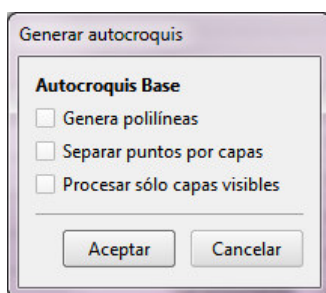 Generar autocroquis
Autocroquis Base
Genera polilíneas
Separar puntos por capas
Procesar sólo capas visibles
Aceptar
Cancelar